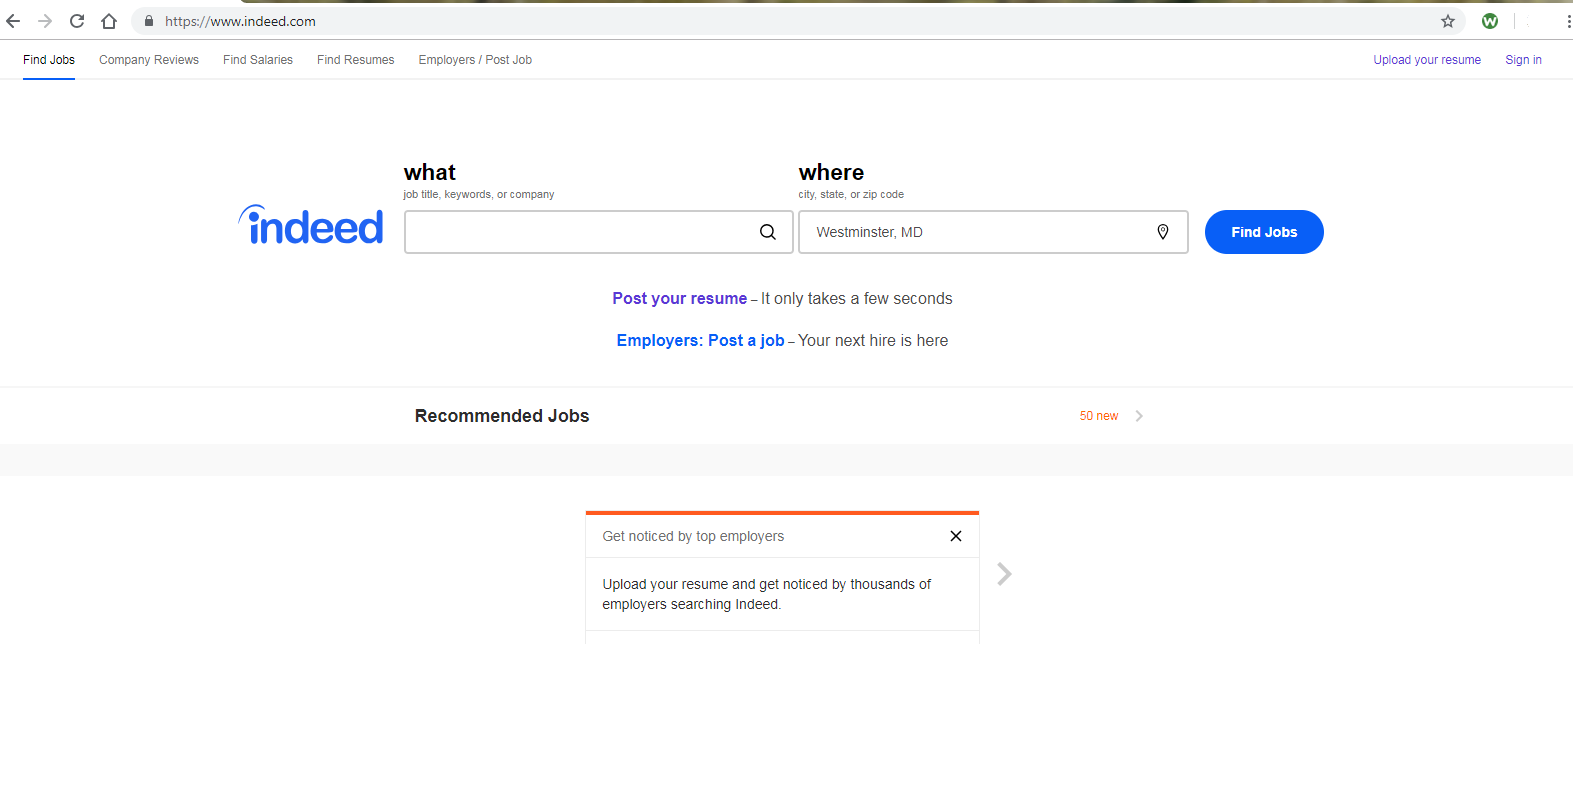 https://www.indeed.com
W
Find Jobs Company Reviews Find Salaries Find Resumes Employers / Post Job Upload your resume Sign in
what where
job title, keywords, or company city, state, or zip code
indeed Westminster, MD Find Jobs
Post your resume – It only takes a few seconds
Employers: Post a job – Your next hire is here
Recommended Jobs 50 new
Get noticed by top employers
Upload your resume and get noticed by thousands of
employers searching Indeed.